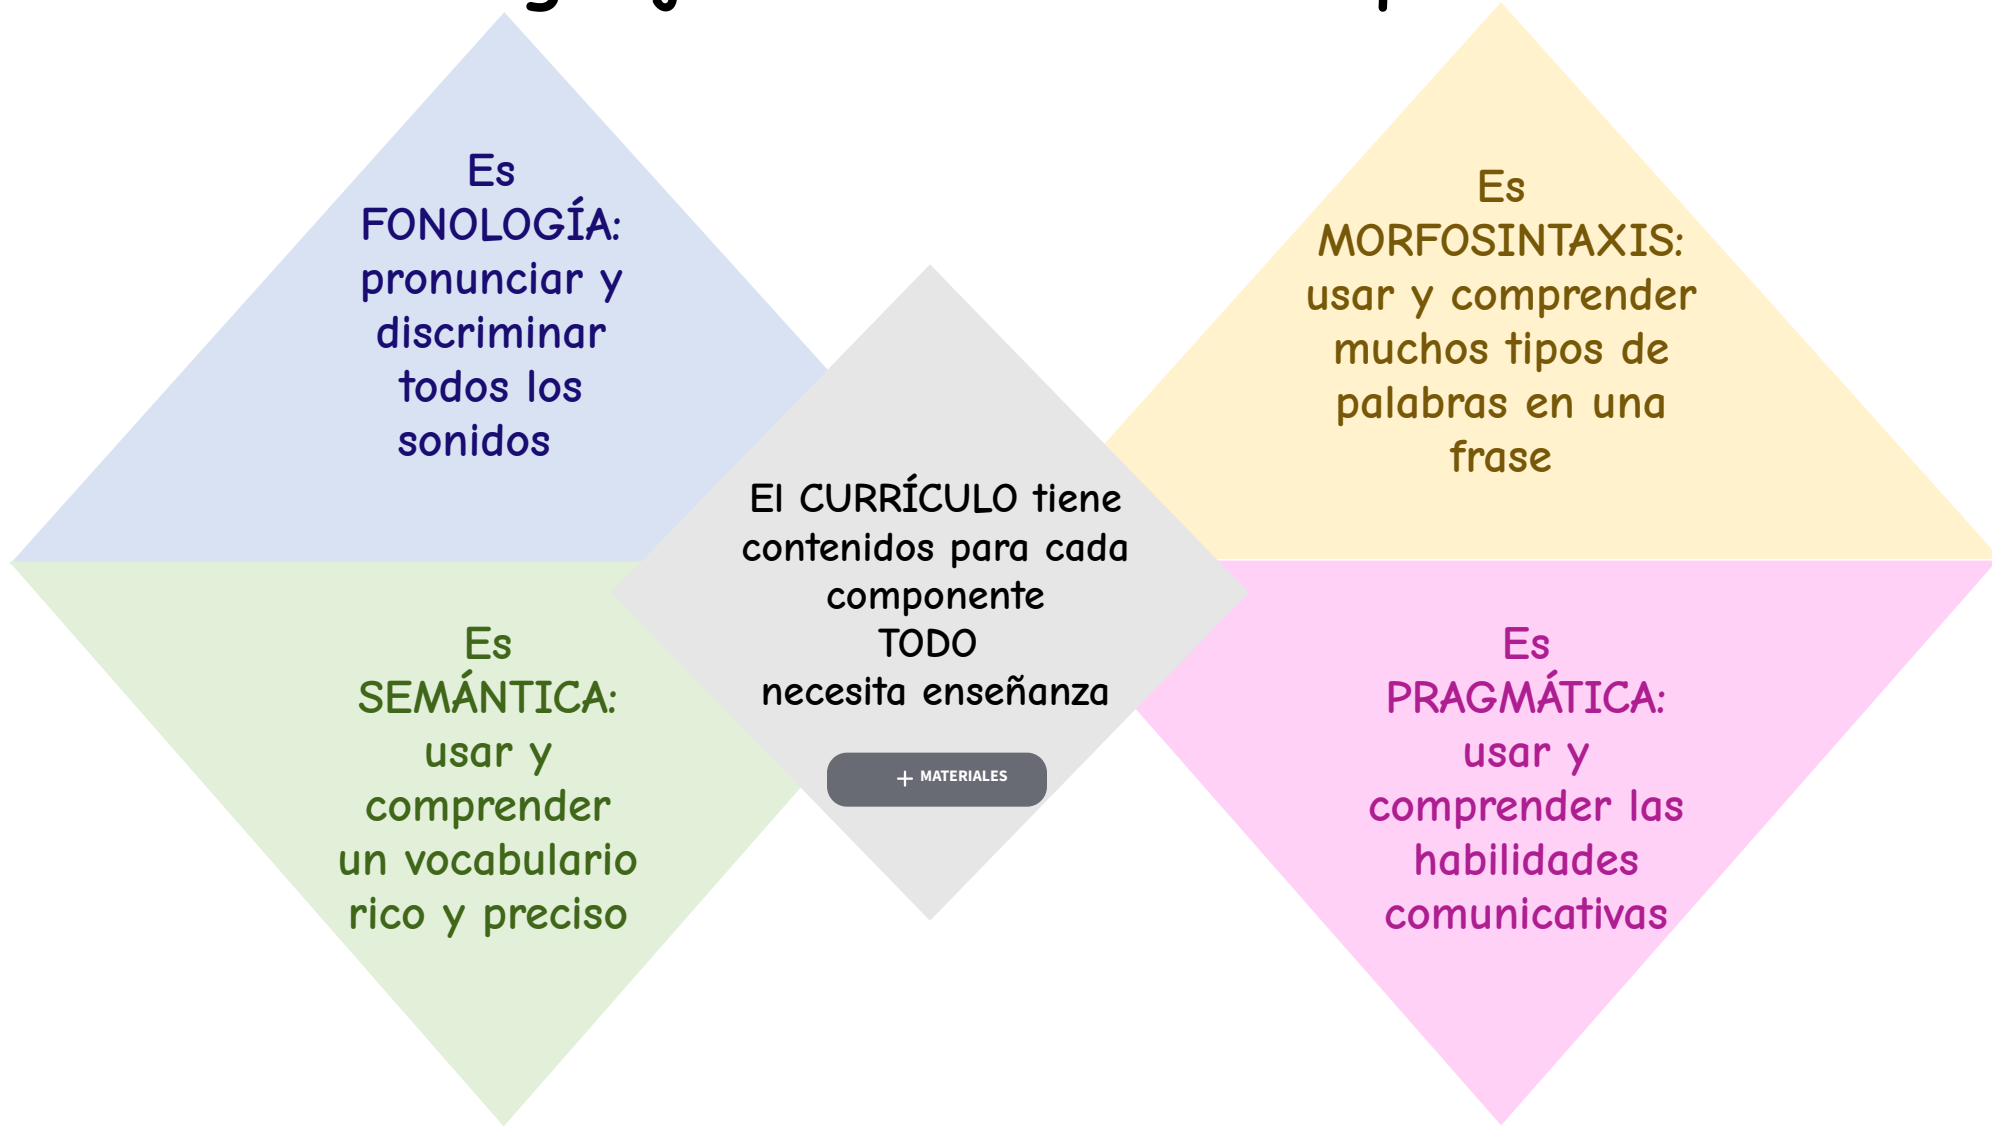 Es
FONOLOGÍA:
pronunciar y
discriminar
todos los
sonidos
Es
MORFOSINTAXIS:
usar y comprender
muchos tipos de
palabras en una
frase
El CURRÍCULO tiene
contenidos para cada
componente
TODO
necesita enseñanza
+ MATERIALES
Es
SEMÁNTICA:
usar y
comprender
un vocabulario
rico y preciso
Es
PRAGMÁTICA:
usar y
comprender las
habilidades
comunicativas